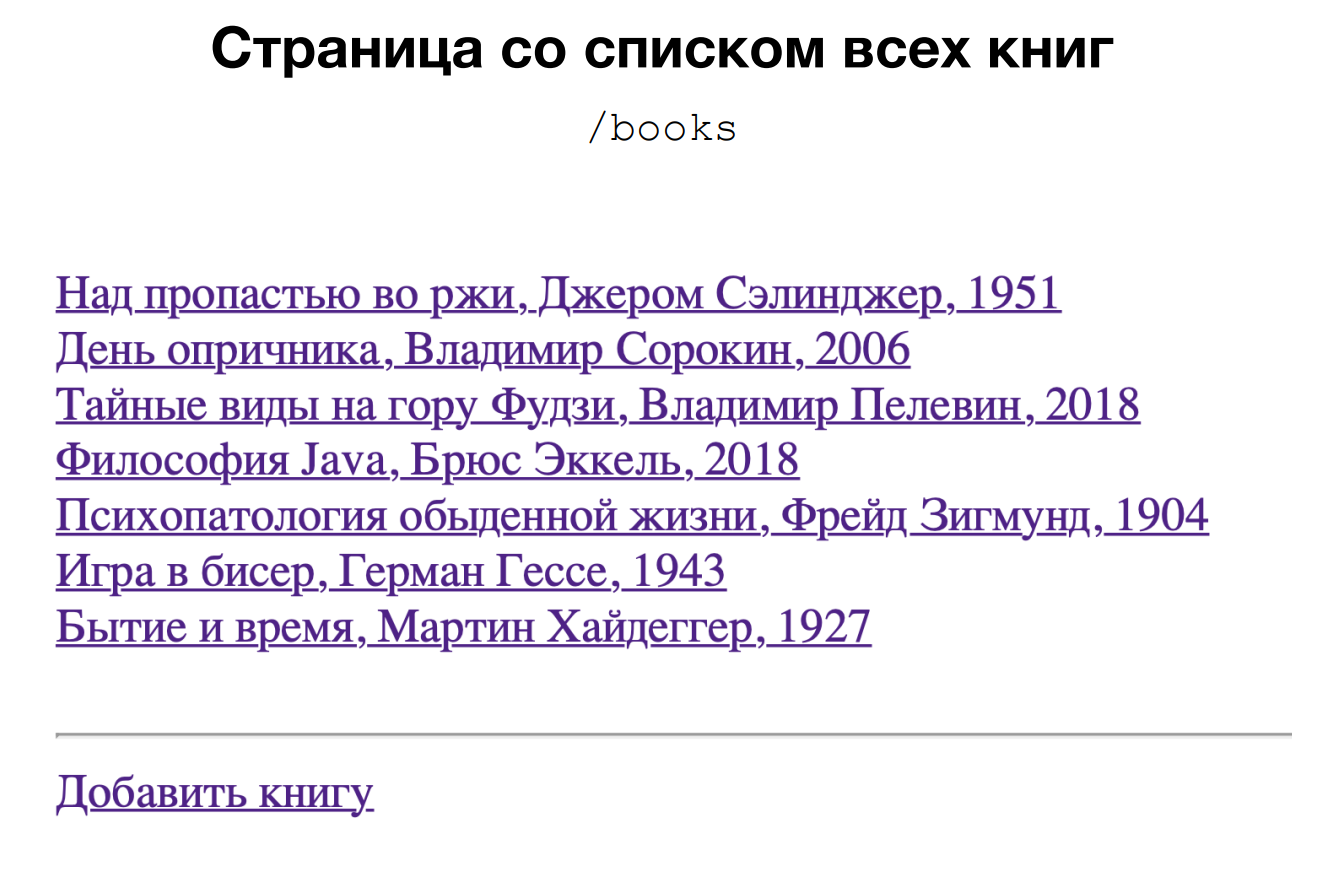 Страница со списком всех книг
/books
Над пропастью во ржи, Джером Сэлинджер, 1951
День опричника, Владимир Сорокин, 2006
Тайные виды на гору Фудзи, Владимир Пелевин, 2018
Философия Java, Брюс Эккель, 2018
Психопатология обыденной жизни, Фрейд Зигмунд, 1904
Игра в бисер, Герман Гессе, 1943
Бытие и время, Мартин Хайдеггер, 1927
Добавить книгу